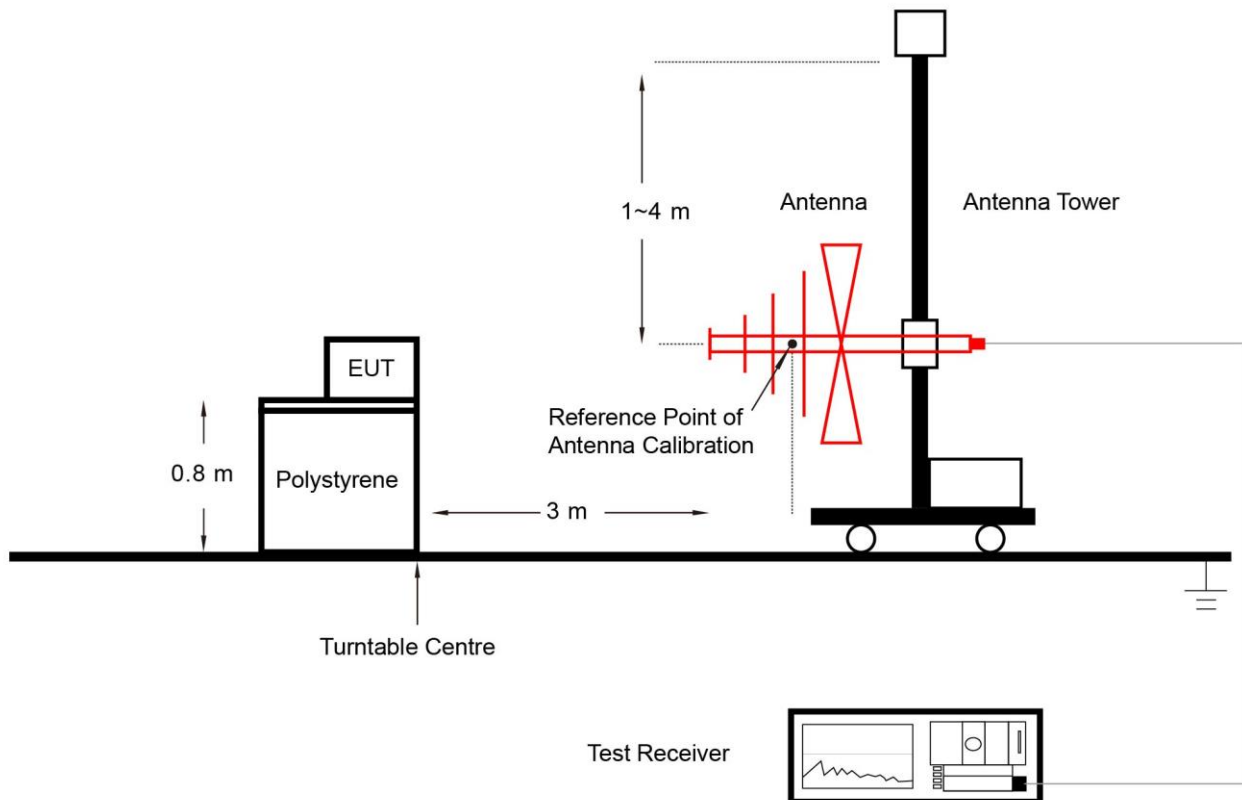 1~4 m
Antenna
Antenna Tower
EUT
Reference Point of
Antenna Calibration
0.8 m
Polystyrene
3 m
Turntable Centre
Test Receiver